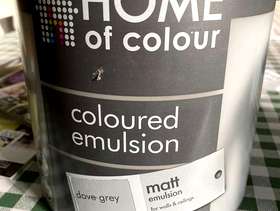 HOME
of colour
coloured
emulsion
dove grey
matt
emulsion
for walls & ceilings